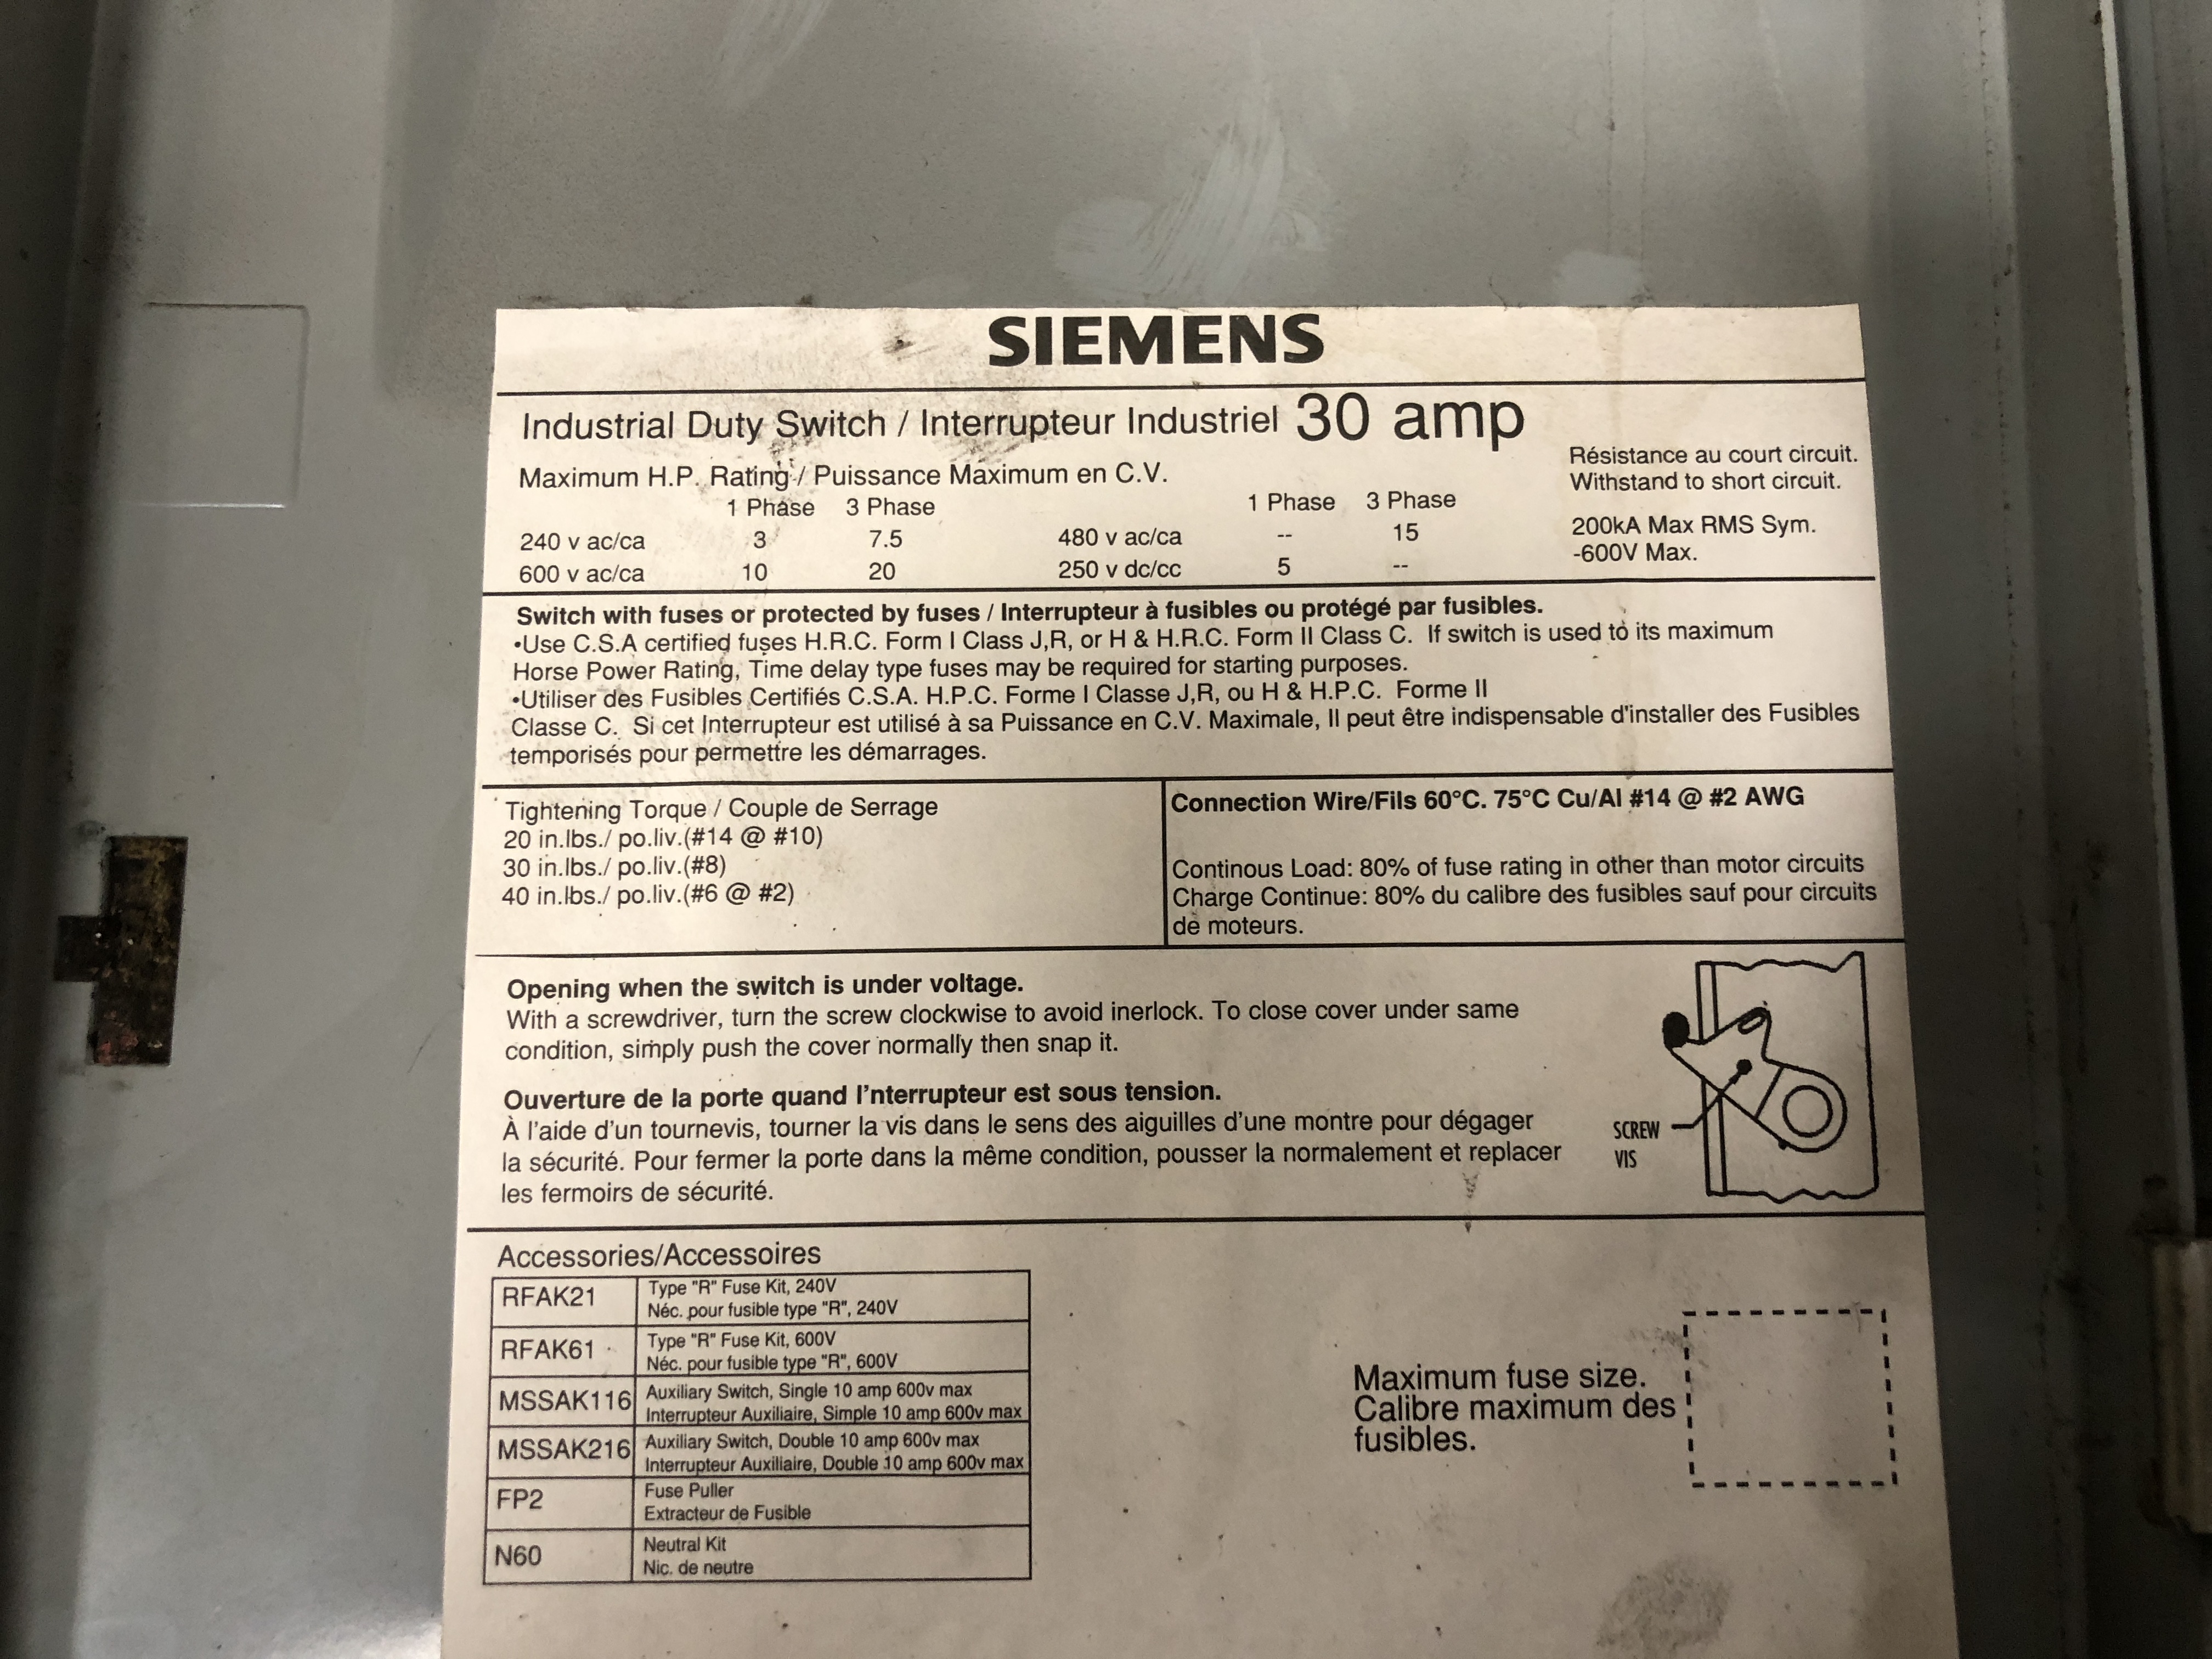 SIEMENS
Industrial Duty Switch / Interrupteur Industriel 30 amp
Maximum H.P. Rating / Puissance Maximum en C.V.
1 Phase 3 Phase 1 Phase 3 Phase
240 v ac/ca 3 7.5 480 v ac/ca -- 15
600 v ac/ca 10 20 250 v dc/cc 5 --
Résistance au court circuit.
Withstand to short circuit.
200kA Max RMS Sym.
-600V Max.
Switch with fuses or protected by fuses / Interrupteur à fusibles ou protégé par fusibles.
•Use C.S.A certified fuses H.R.C. Form I Class J,R, or H & H.R.C. Form II Class C. If switch is used to its maximum
Horse Power Rating, Time delay type fuses may be required for starting purposes.
•Utiliser des Fusibles Certifiés C.S.A. H.P.C. Forme I Classe J,R, ou H & H.P.C. Forme II
Classe C. Si cet Interrupteur est utilisé à sa Puissance en C.V. Maximale, Il peut être indispensable d'installer des Fusibles
temporisés pour permettre les démarrages.
Tightening Torque / Couple de Serrage
20 in.lbs./ po.liv.(#14 @ #10)
30 in.lbs./ po.liv.(#8)
40 in.lbs./ po.liv.(#6 @ #2)
Connection Wire/Fils 60°C. 75°C Cu/Al #14 @ #2 AWG
Continous Load: 80% of fuse rating in other than motor circuits
Charge Continue: 80% du calibre des fusibles sauf pour circuits
de moteurs.
Opening when the switch is under voltage.
With a screwdriver, turn the screw clockwise to avoid inerlock. To close cover under same
condition, simply push the cover normally then snap it.
Ouverture de la porte quand l'nterrupteur est sous tension.
À l'aide d'un tournevis, tourner la vis dans le sens des aiguilles d'une montre pour dégager
la sécurité. Pour fermer la porte dans la même condition, pousser la normalement et replacer
les fermoirs de sécurité.
SCREW
VIS
Accessories/Accessoires
RFAK21 Type "R" Fuse Kit, 240V
Néc. pour fusible type "R", 240V
RFAK61 Type "R" Fuse Kit, 600V
Néc. pour fusible type "R", 600V
MSSAK116 Auxiliary Switch, Single 10 amp 600v max
Interrupteur Auxiliaire, Simple 10 amp 600v max
MSSAK216 Auxiliary Switch, Double 10 amp 600v max
Interrupteur Auxiliaire, Double 10 amp 600v max
FP2 Fuse Puller
Extracteur de Fusible
N60 Neutral Kit
Nic. de neutre
Maximum fuse size.
Calibre maximum des
fusibles.